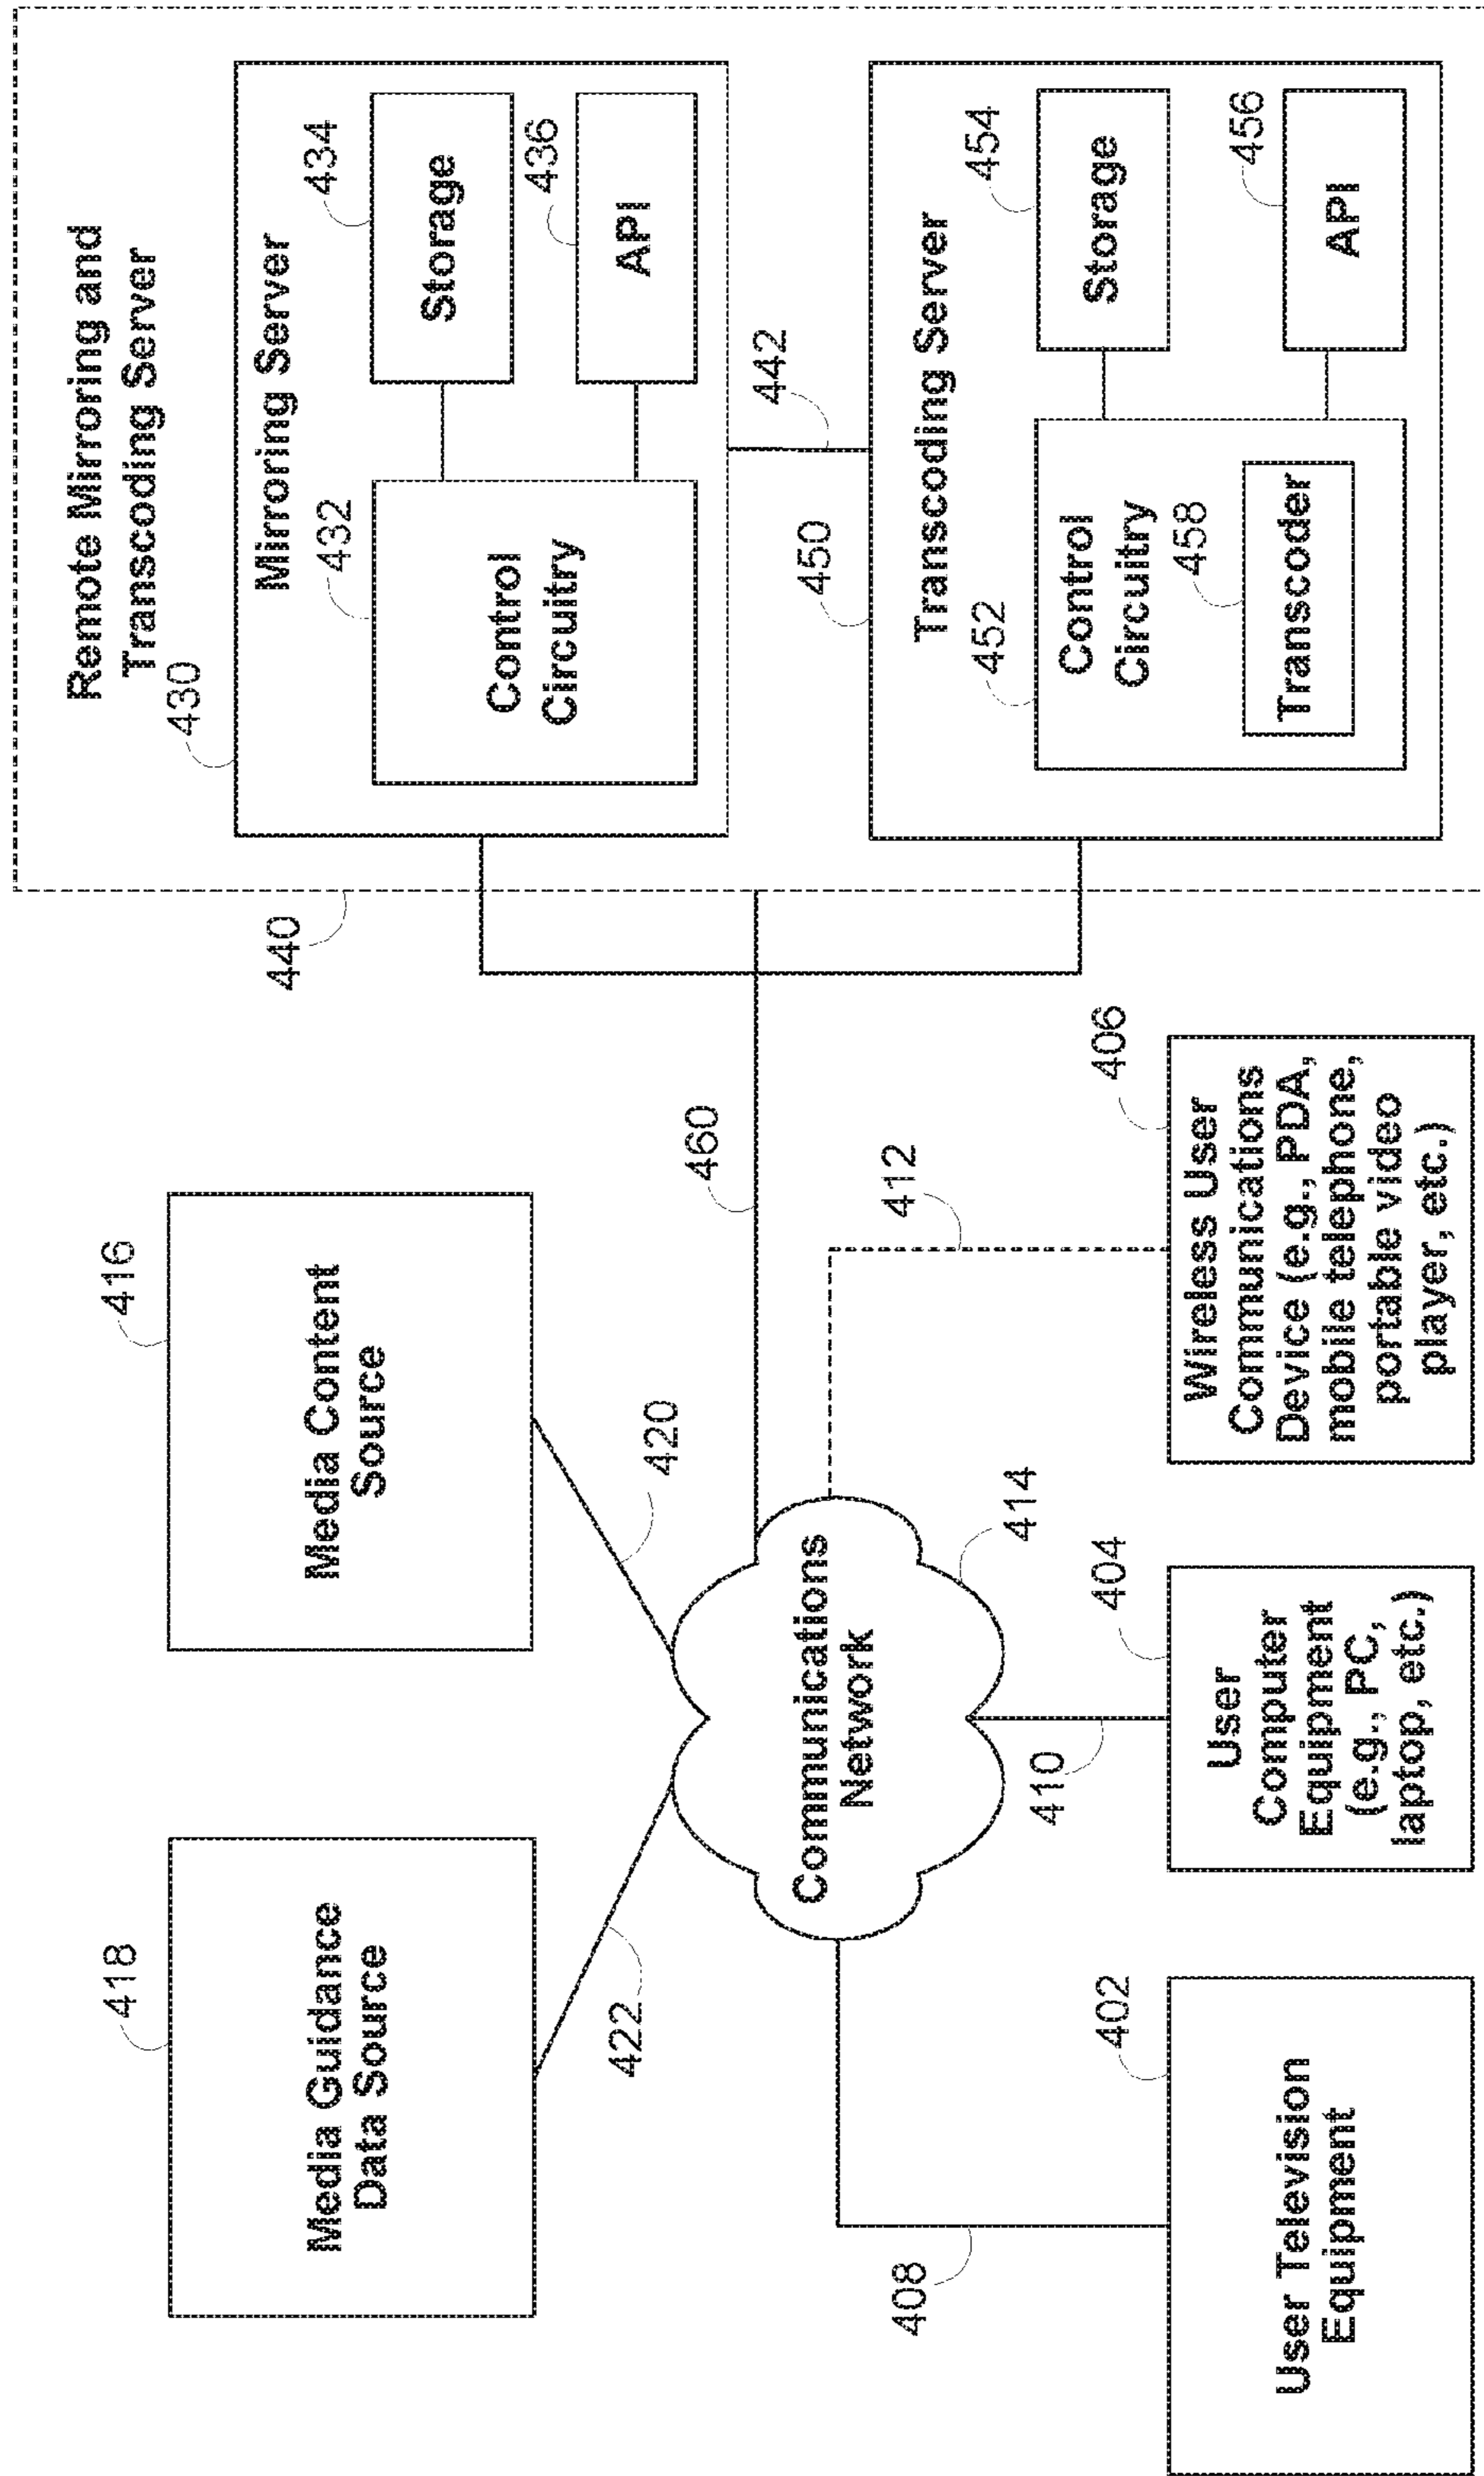 418
Media Guidance
Data Source
416
Media Content
Source
422
420
Communications
Network
414
460
408
410
412
402
User Television
Equipment
404
User
Computer
Equipment
(e.g., PC,
laptop, etc.)
406
Wireless User
Communications
Device (e.g., PDA,
mobile telephone,
portable video
player, etc.)
440
Remote Mirroring and
Transcoding Server
430
Mirroring Server
432
Control
Circuitry
434
Storage
436
API
442
450
Transcoding Server
452
Control
Circuitry
458
Transcoder
454
Storage
456
API